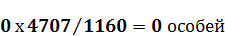 0 x 4707/1160 = 0 особей